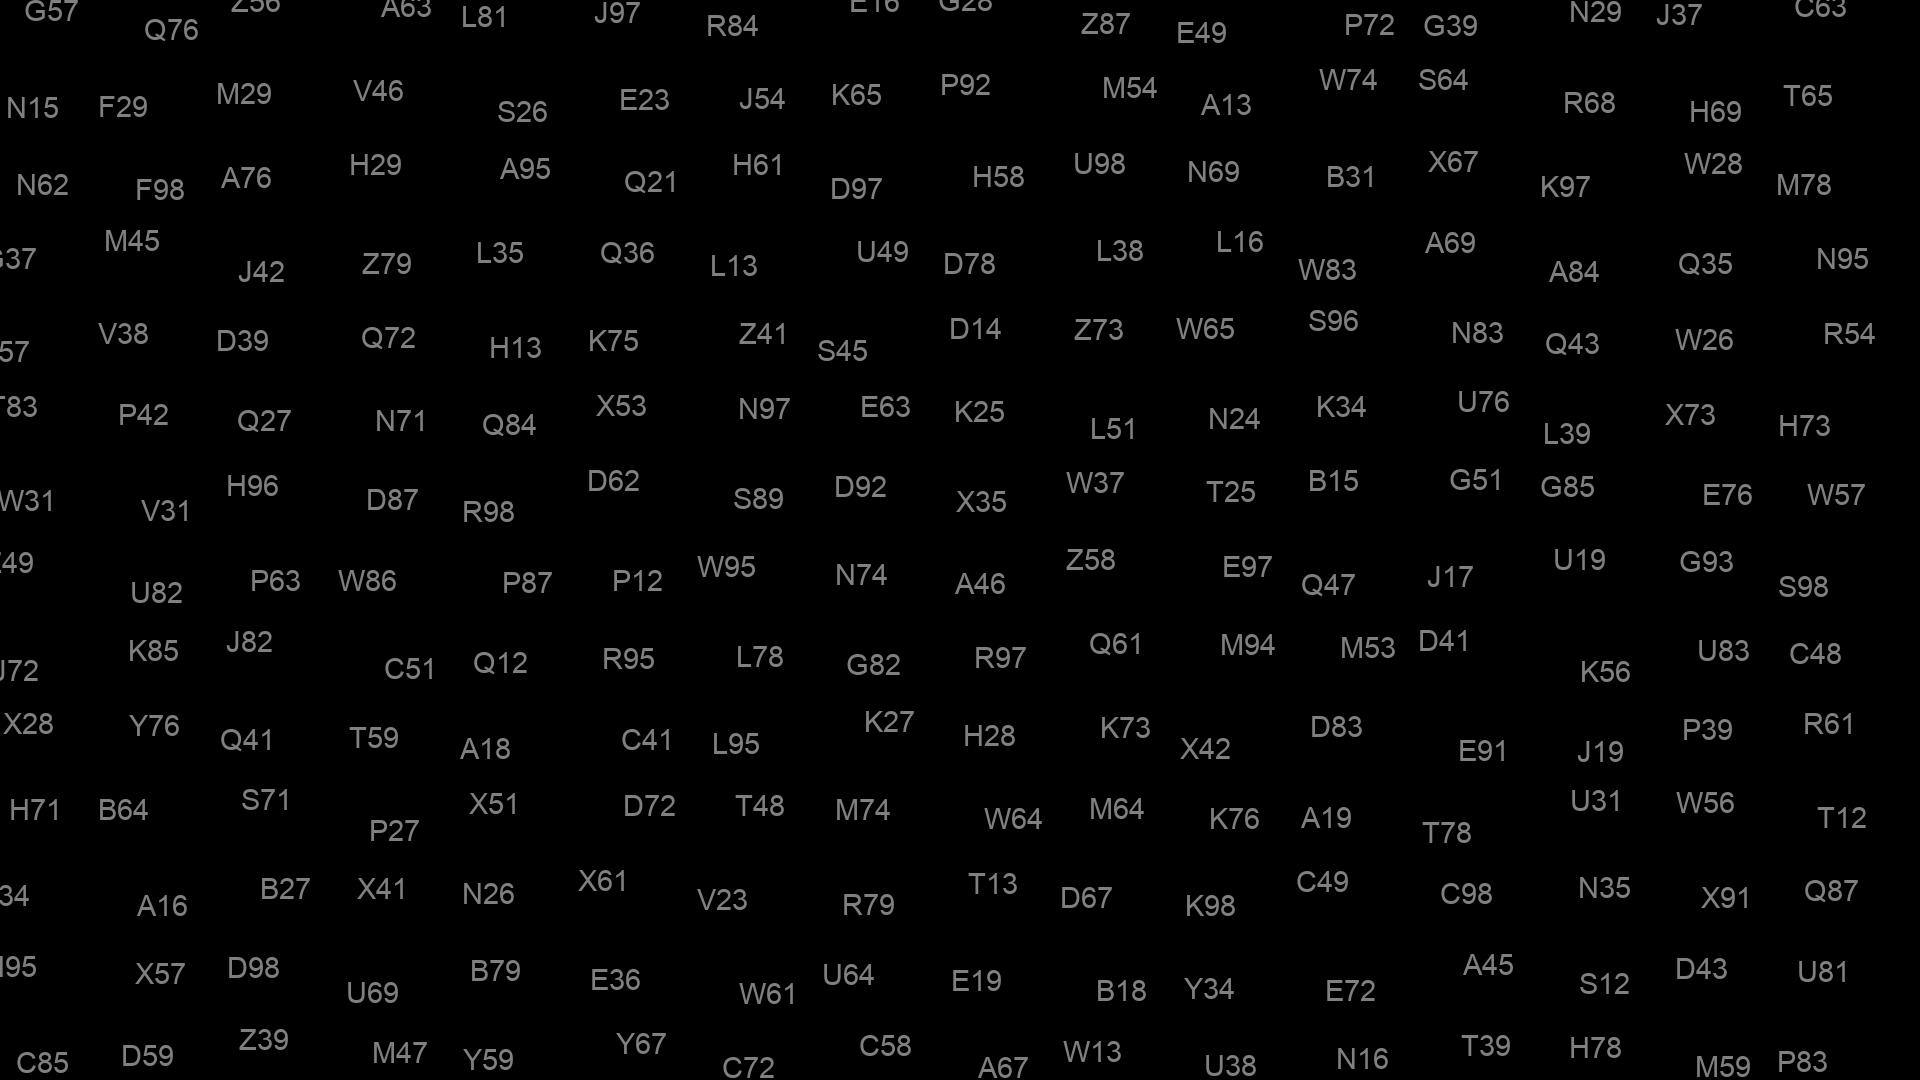 G57 Q76 Z56 A63 L81 J97 R84 E16 G28 Z87 E49 P72 G39 N29 J37 C63
N15 F29 M29 V46 S26 E23 J54 K65 P92 M54 A13 W74 S64 R68 H69 T65
N62 F98 A76 H29 A95 Q21 H61 D97 H58 U98 N69 B31 X67 K97 W28 M78
37 M45 J42 Z79 L35 Q36 L13 U49 D78 L38 L16 W83 A69 A84 Q35 N95
57 V38 D39 Q72 H13 K75 Z41 S45 D14 Z73 W65 S96 N83 Q43 W26 R54
83 P42 Q27 N71 Q84 X53 N97 E63 K25 L51 N24 K34 U76 L39 X73 H73
W31 V31 H96 D87 R98 D62 S89 D92 X35 W37 T25 B15 G51 G85 E76 W57
49 U82 P63 W86 P87 P12 W95 N74 A46 Z58 E97 Q47 J17 U19 G93 S98
J72 K85 J82 C51 Q12 R95 L78 G82 R97 Q61 M94 M53 D41 K56 U83 C48
X28 Y76 Q41 T59 A18 C41 L95 K27 H28 K73 X42 D83 E91 J19 P39 R61
H71 B64 S71 P27 X51 D72 T48 M74 W64 M64 K76 A19 T78 U31 W56 T12
34 A16 B27 X41 N26 X61 V23 R79 T13 D67 K98 C49 C98 N35 X91 Q87
95 X57 D98 U69 B79 E36 W61 U64 E19 B18 Y34 E72 A45 S12 D43 U81
C85 D59 Z39 M47 Y59 Y67 C72 C58 A67 W13 U38 N16 T39 H78 M59 P83